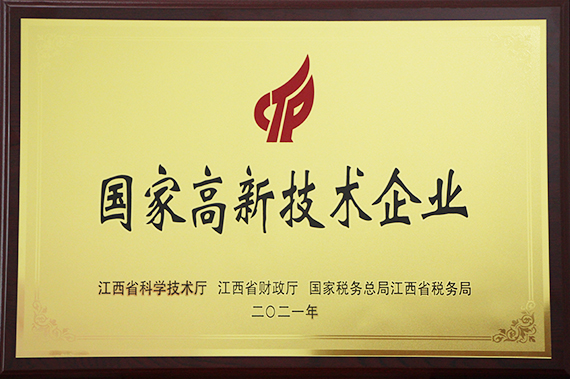 国家高新技术企业
江西省科学技术厅 江西省财政厅 国家税务总局江西省税务局
二〇二一年